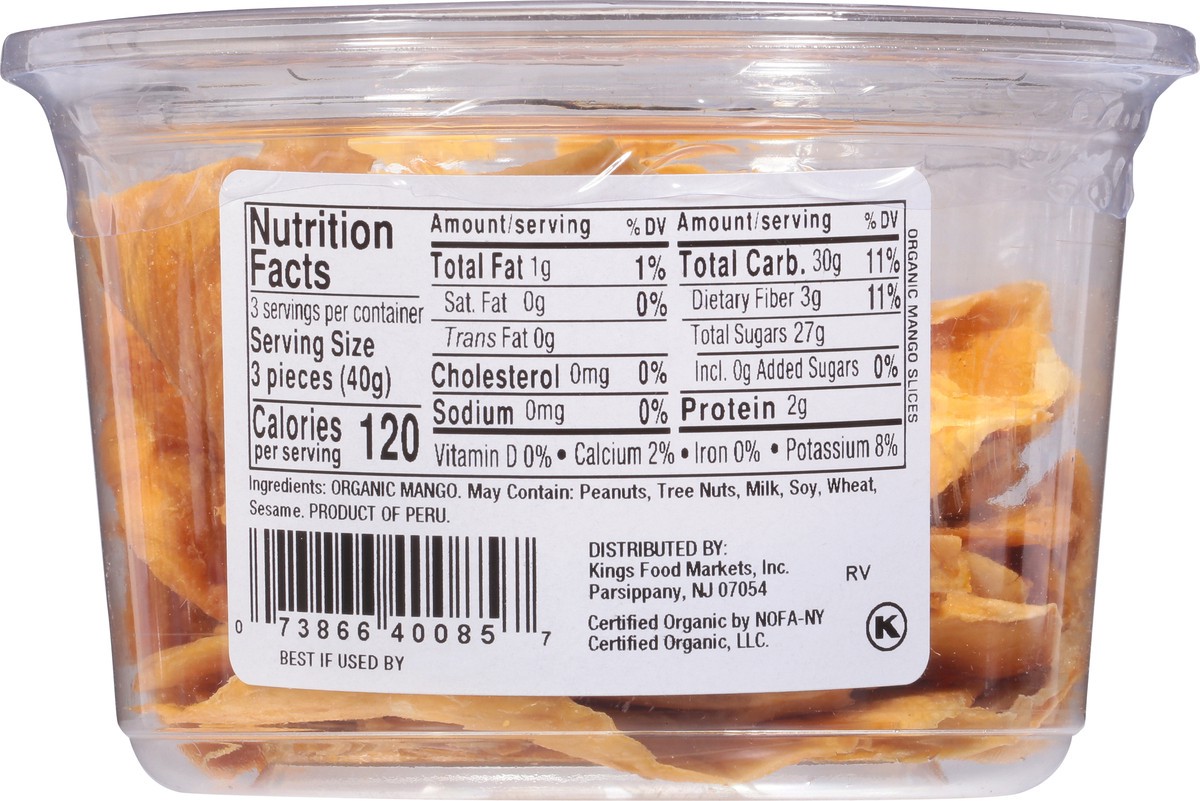 Nutrition
Facts
3 servings per container
Serving Size
3 pieces (40g)
Calories
per serving
120
Amount/serving % DV
Total Fat 1g 1%
Sat. Fat 0g 0%
Trans Fat 0g
Cholesterol 0mg 0%
Sodium 0mg 0%
Amount/serving % DV
Total Carb. 30g 11%
Dietary Fiber 3g 11%
Total Sugars 27g
Incl. 0g Added Sugars 0%
Protein 2g
Vitamin D 0% • Calcium 2% • Iron 0% • Potassium 8%
ORGANIC MANGO SLICES
Ingredients: ORGANIC MANGO. May Contain: Peanuts, Tree Nuts, Milk, Soy, Wheat,
Sesame. PRODUCT OF PERU.
0 73866 40085 7
BEST IF USED BY
DISTRIBUTED BY:
Kings Food Markets, Inc.
Parsippany, NJ 07054
Certified Organic by NOFA-NY
Certified Organic, LLC.
RV
K